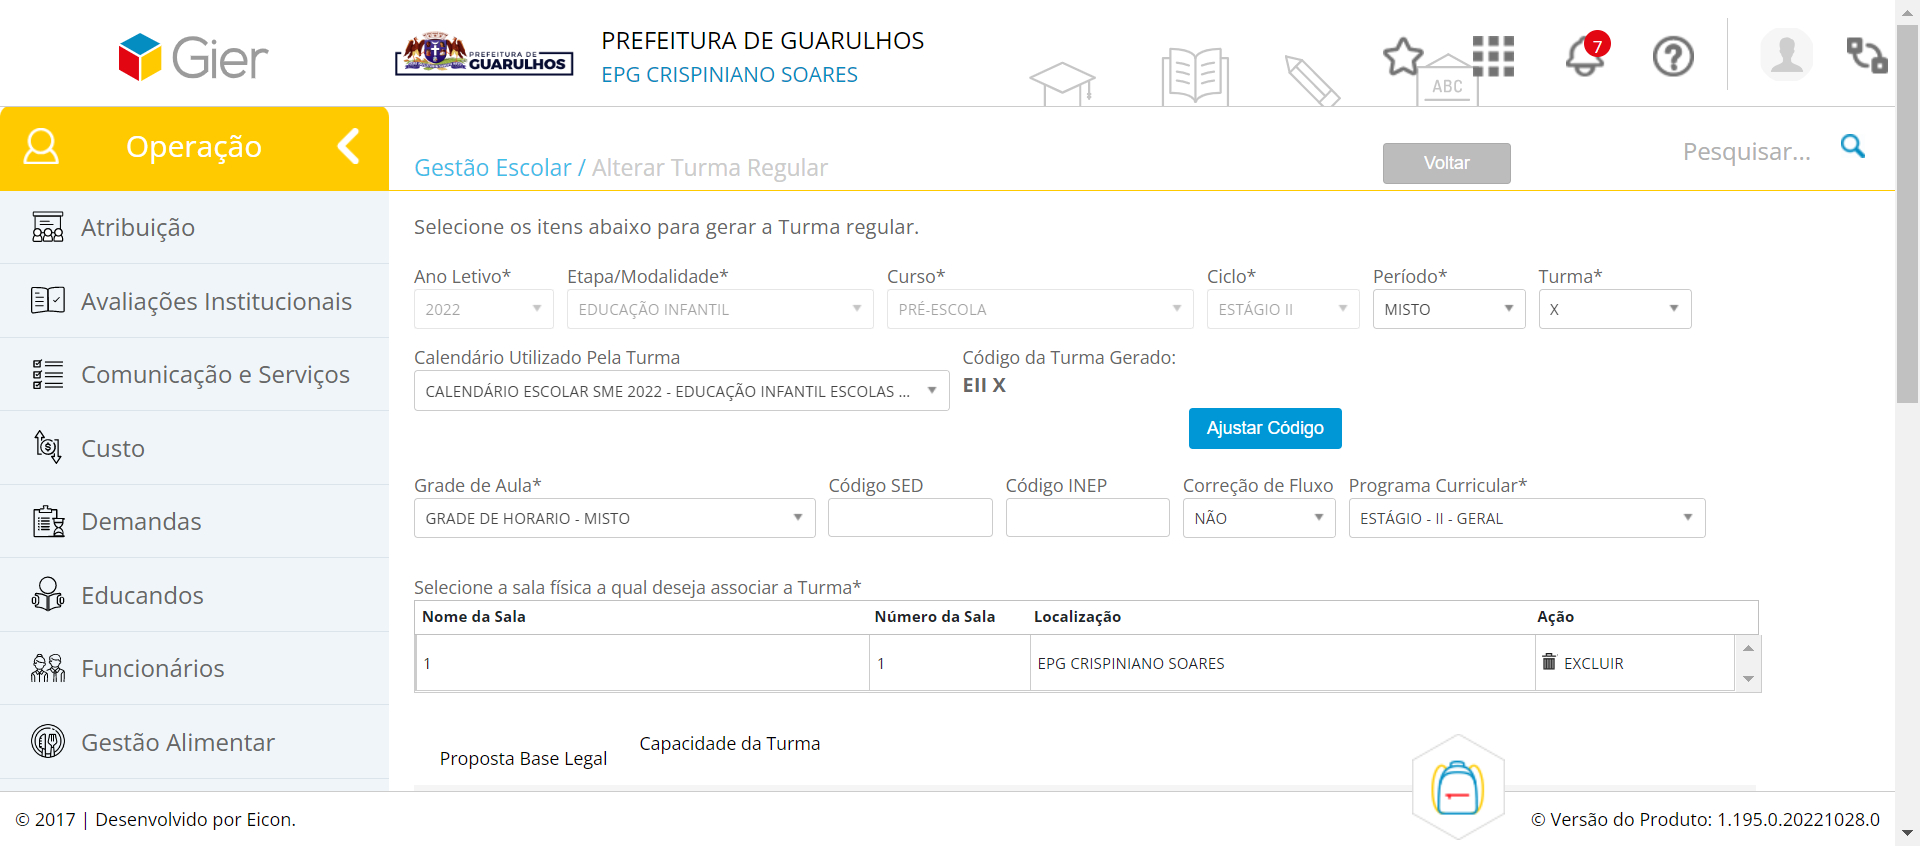 Gier
PREFEITURA DE
GUARULHOS
PREFEITURA DE GUARULHOS
EPG CRISPINIANO SOARES
ABC
7
Operação
Gestão Escolar / Alterar Turma Regular
Voltar
Pesquisar...
Atribuição
Avaliações Institucionais
Comunicação e Serviços
Custo
Demandas
Educandos
Funcionários
Gestão Alimentar
Selecione os itens abaixo para gerar a Turma regular.
Ano Letivo* Etapa/Modalidade* Curso* Ciclo* Período* Turma*
2022 EDUCAÇÃO INFANTIL PRÉ-ESCOLA ESTÁGIO II MISTO X
Calendário Utilizado Pela Turma Código da Turma Gerado:
CALENDÁRIO ESCOLAR SME 2022 - EDUCAÇÃO INFANTIL ESCOLAS ... EII X
Ajustar Código
Grade de Aula* Código SED Código INEP Correção de Fluxo Programa Curricular*
GRADE DE HORARIO - MISTO NÃO ESTÁGIO - II - GERAL
Selecione a sala física a qual deseja associar a Turma*
Nome da Sala Número da Sala Localização Ação
1 1 EPG CRISPINIANO SOARES EXCLUIR
Capacidade da Turma
Proposta Base Legal
© 2017 | Desenvolvido por Eicon. © Versão do Produto: 1.195.0.20221028.0